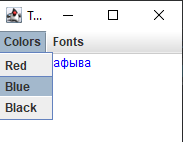 T...
Colors Fonts
Red
афыва
Blue
Black